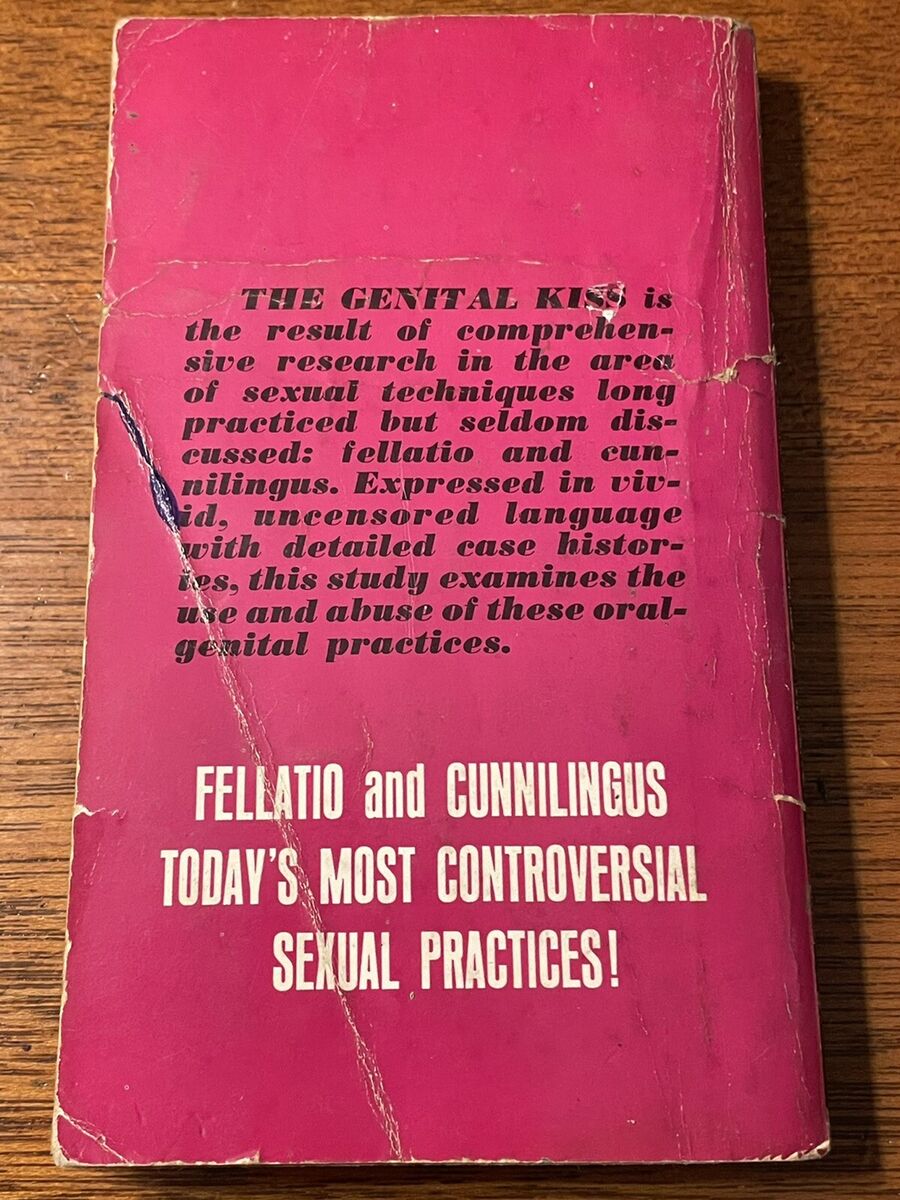 THE GENITAL KISS is
the result of comprehen-
sive research in the area
of sexual techniques long
practiced but seldom dis-
cussed: fellatio and cun-
nilingus. Expressed in viv-
id, uncensored language
with detailed case histor-
ies, this study examines the
use and abuse of these oral-
genital practices.
FELLATIO and CUNNILINGUS
TODAY'S MOST CONTROVERSIAL
SEXUAL PRACTICES!